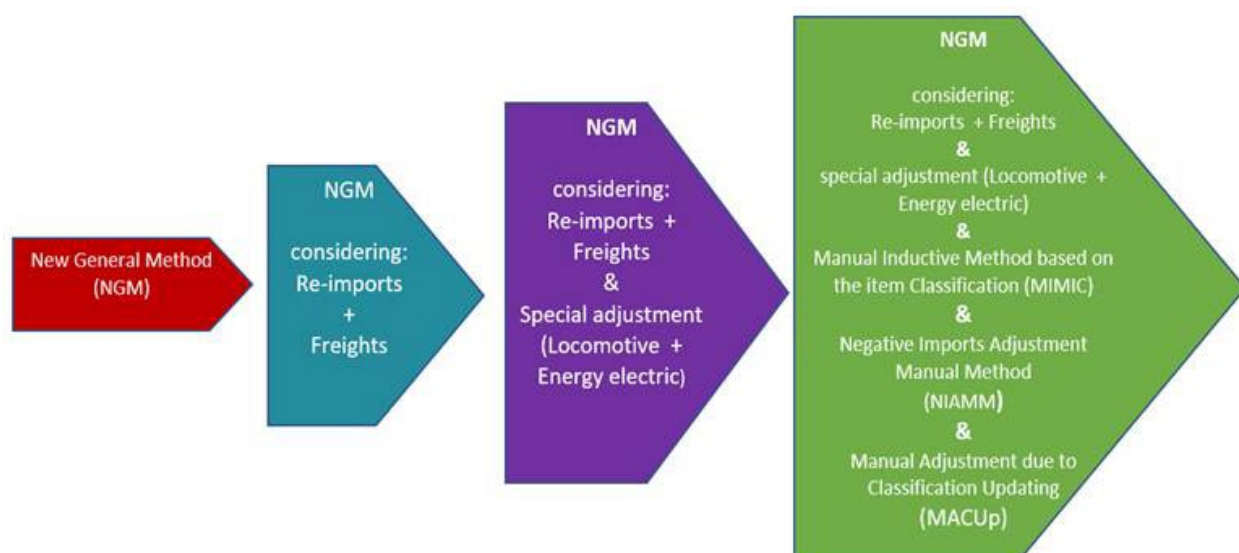 New General Method
(NGM)
NGM
considering:
Re-imports
+
Freights
NGM
considering:
Re-imports +
Freights
&
Special adjustment
(Locomotive +
Energy electric)
NGM
considering:
Re-imports + Freights
&
special adjustment (Locomotive +
Energy electric)
&
Manual Inductive Method based on
the item Classification (MIMIC)
&
Negative Imports Adjustment
Manual Method
(NIAMM)
&
Manual Adjustment due to
Classification Updating
(MACUp)